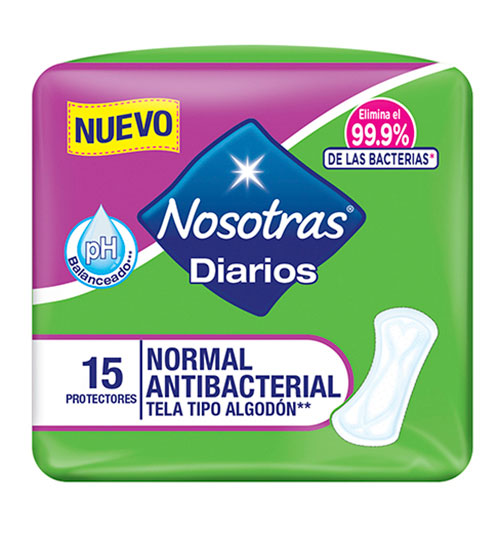 NUEVO
Elimina el
99.9%
DE LAS BACTERIAS*
Nosotras®
Diarios
pH
Balanceado...
15
PROTECTORES
NORMAL
ANTIBACTERIAL
TELA TIPO ALGODÓN**